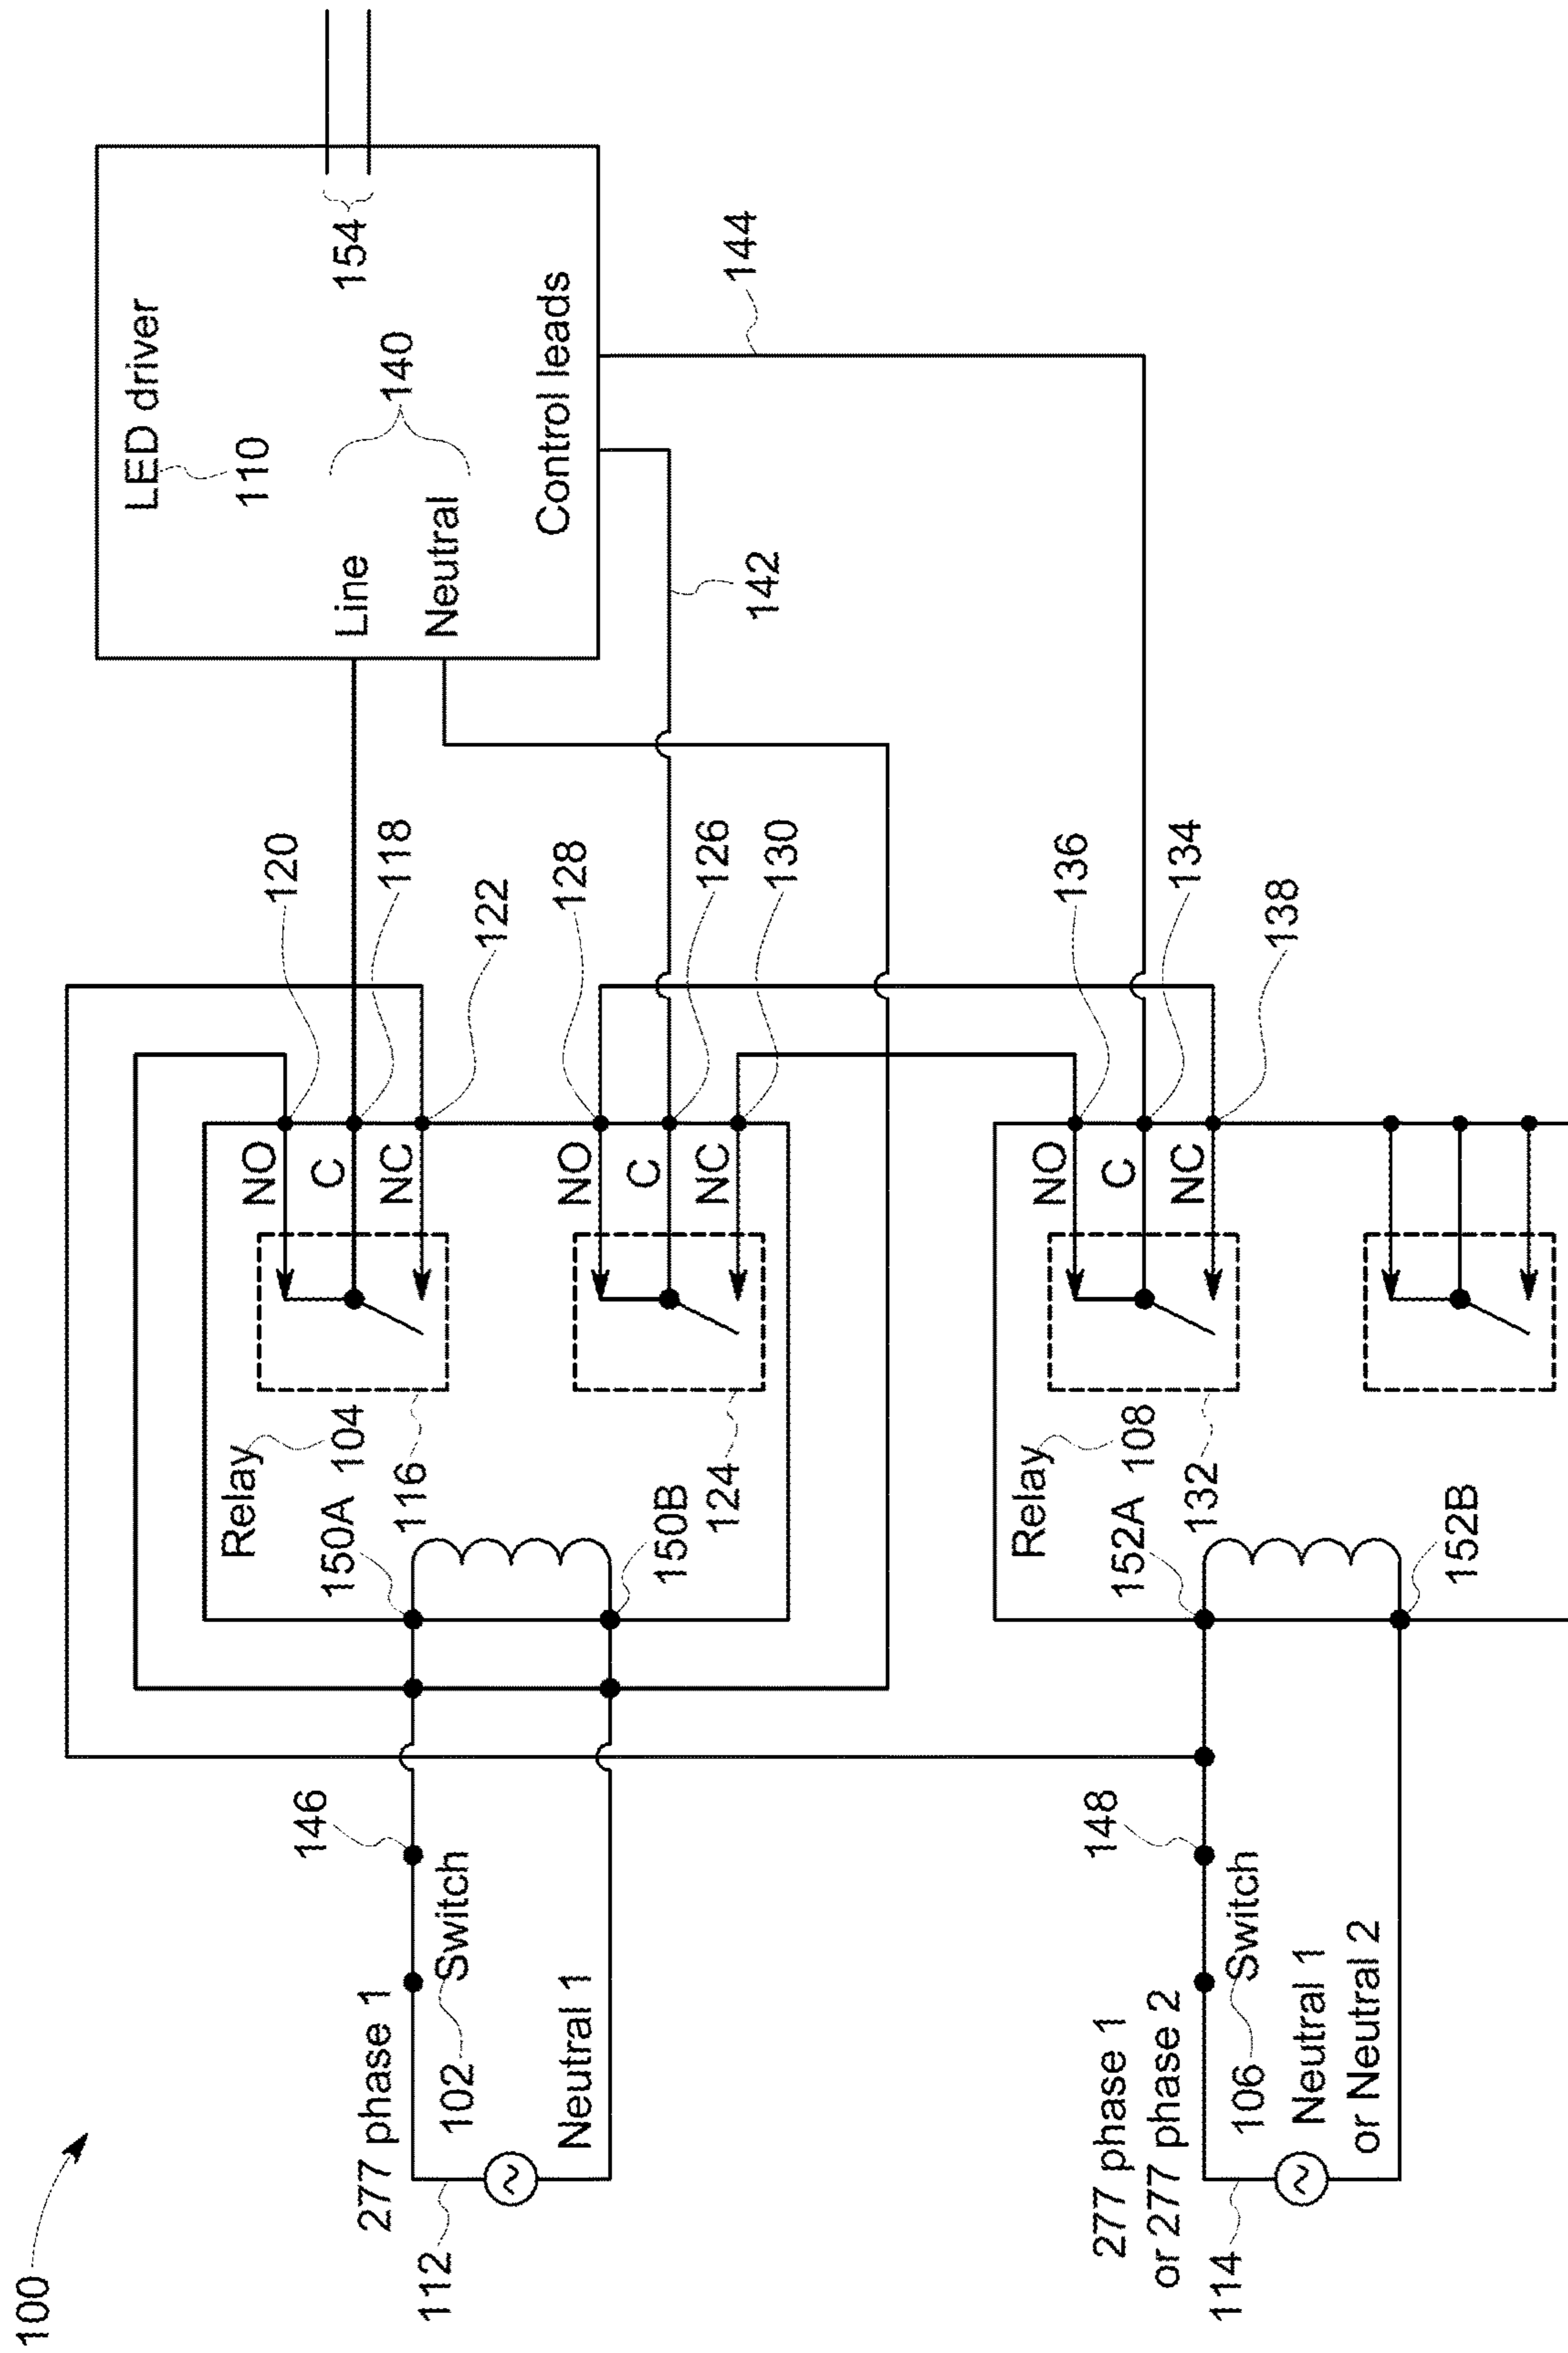 100
277 phase 1
112
102
Switch
146
Neutral 1
Relay
104
150A
116
150B
124
NO
C
NC
NO
C
NC
120
118
122
128
126
130
LED driver
110
Line
Neutral
140
154
Control leads
142
144
277 phase 1
or 277 phase 2
114
106
Switch
148
Neutral 1
or Neutral 2
Relay
108
152A
132
152B
NO
C
NC
136
134
138